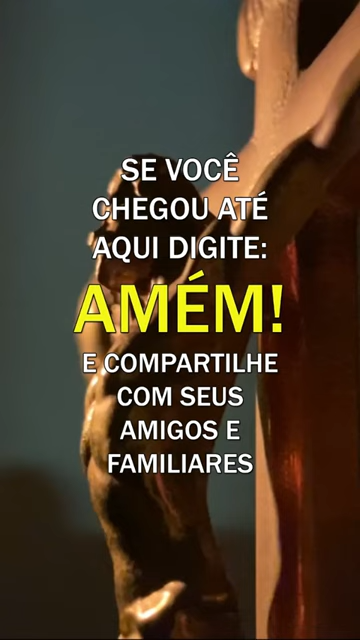 SE VOCÊ
CHEGOU ATÉ
AQUI DIGITE:
AMÉM!
E COMPARTILHE
COM SEUS
AMIGOS E
FAMILIARES